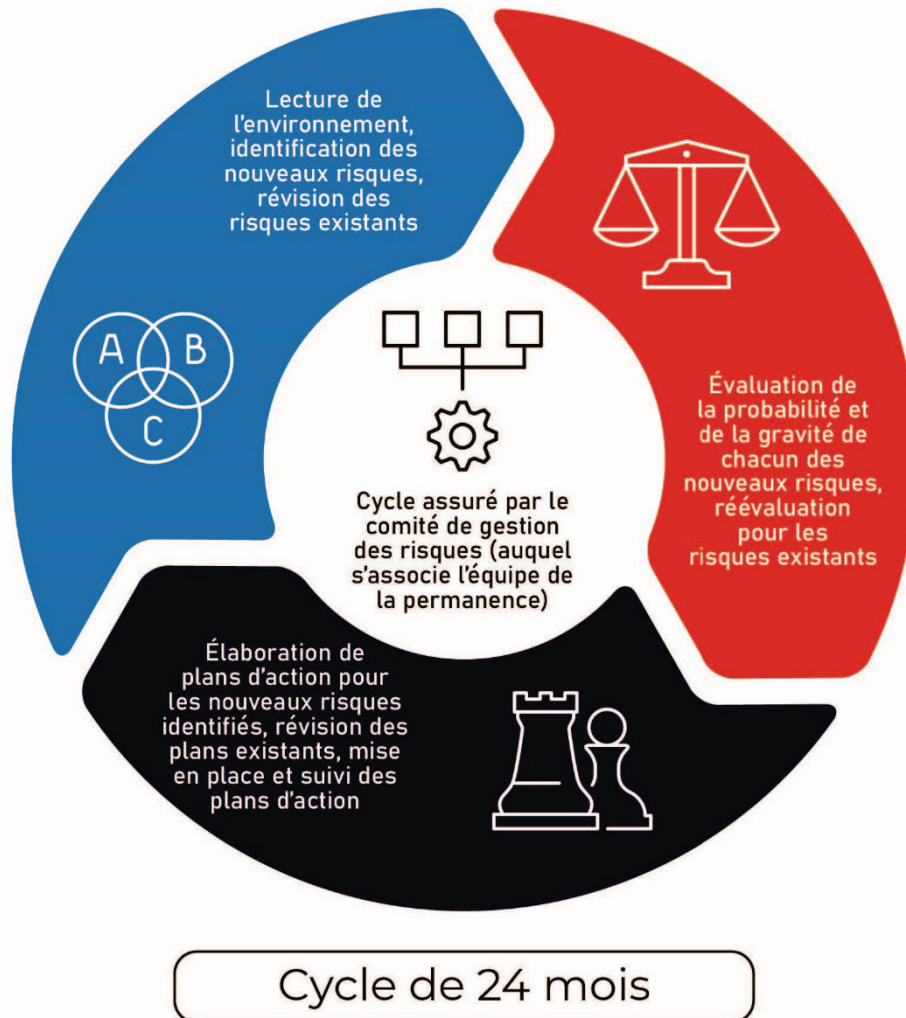 Lecture de
l'environnement,
identification des
nouveaux risques,
révision des
risques existants
A
B
C
Évaluation de
la probabilité et
de la gravité de
chacun des
nouveaux risques,
réévaluation
pour les
risques existants
Cycle assuré par le
comité de gestion
des risques (auquel
s'associe l'équipe de
la permanence)
Élaboration de
plans d'action pour
les nouveaux risques
identifiés, révision des
plans existants, mise
en place et suivi des
plans d'action
Cycle de 24 mois